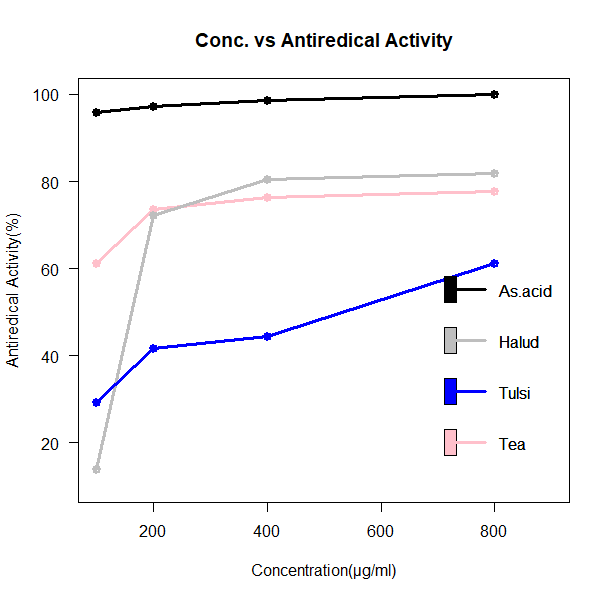 Conc. vs Antiredical Activity
Antiredical Activity(%)
100
80
60
40
20
As.acid
Halud
Tulsi
Tea
200
400
600
800
Concentration(µg/ml)